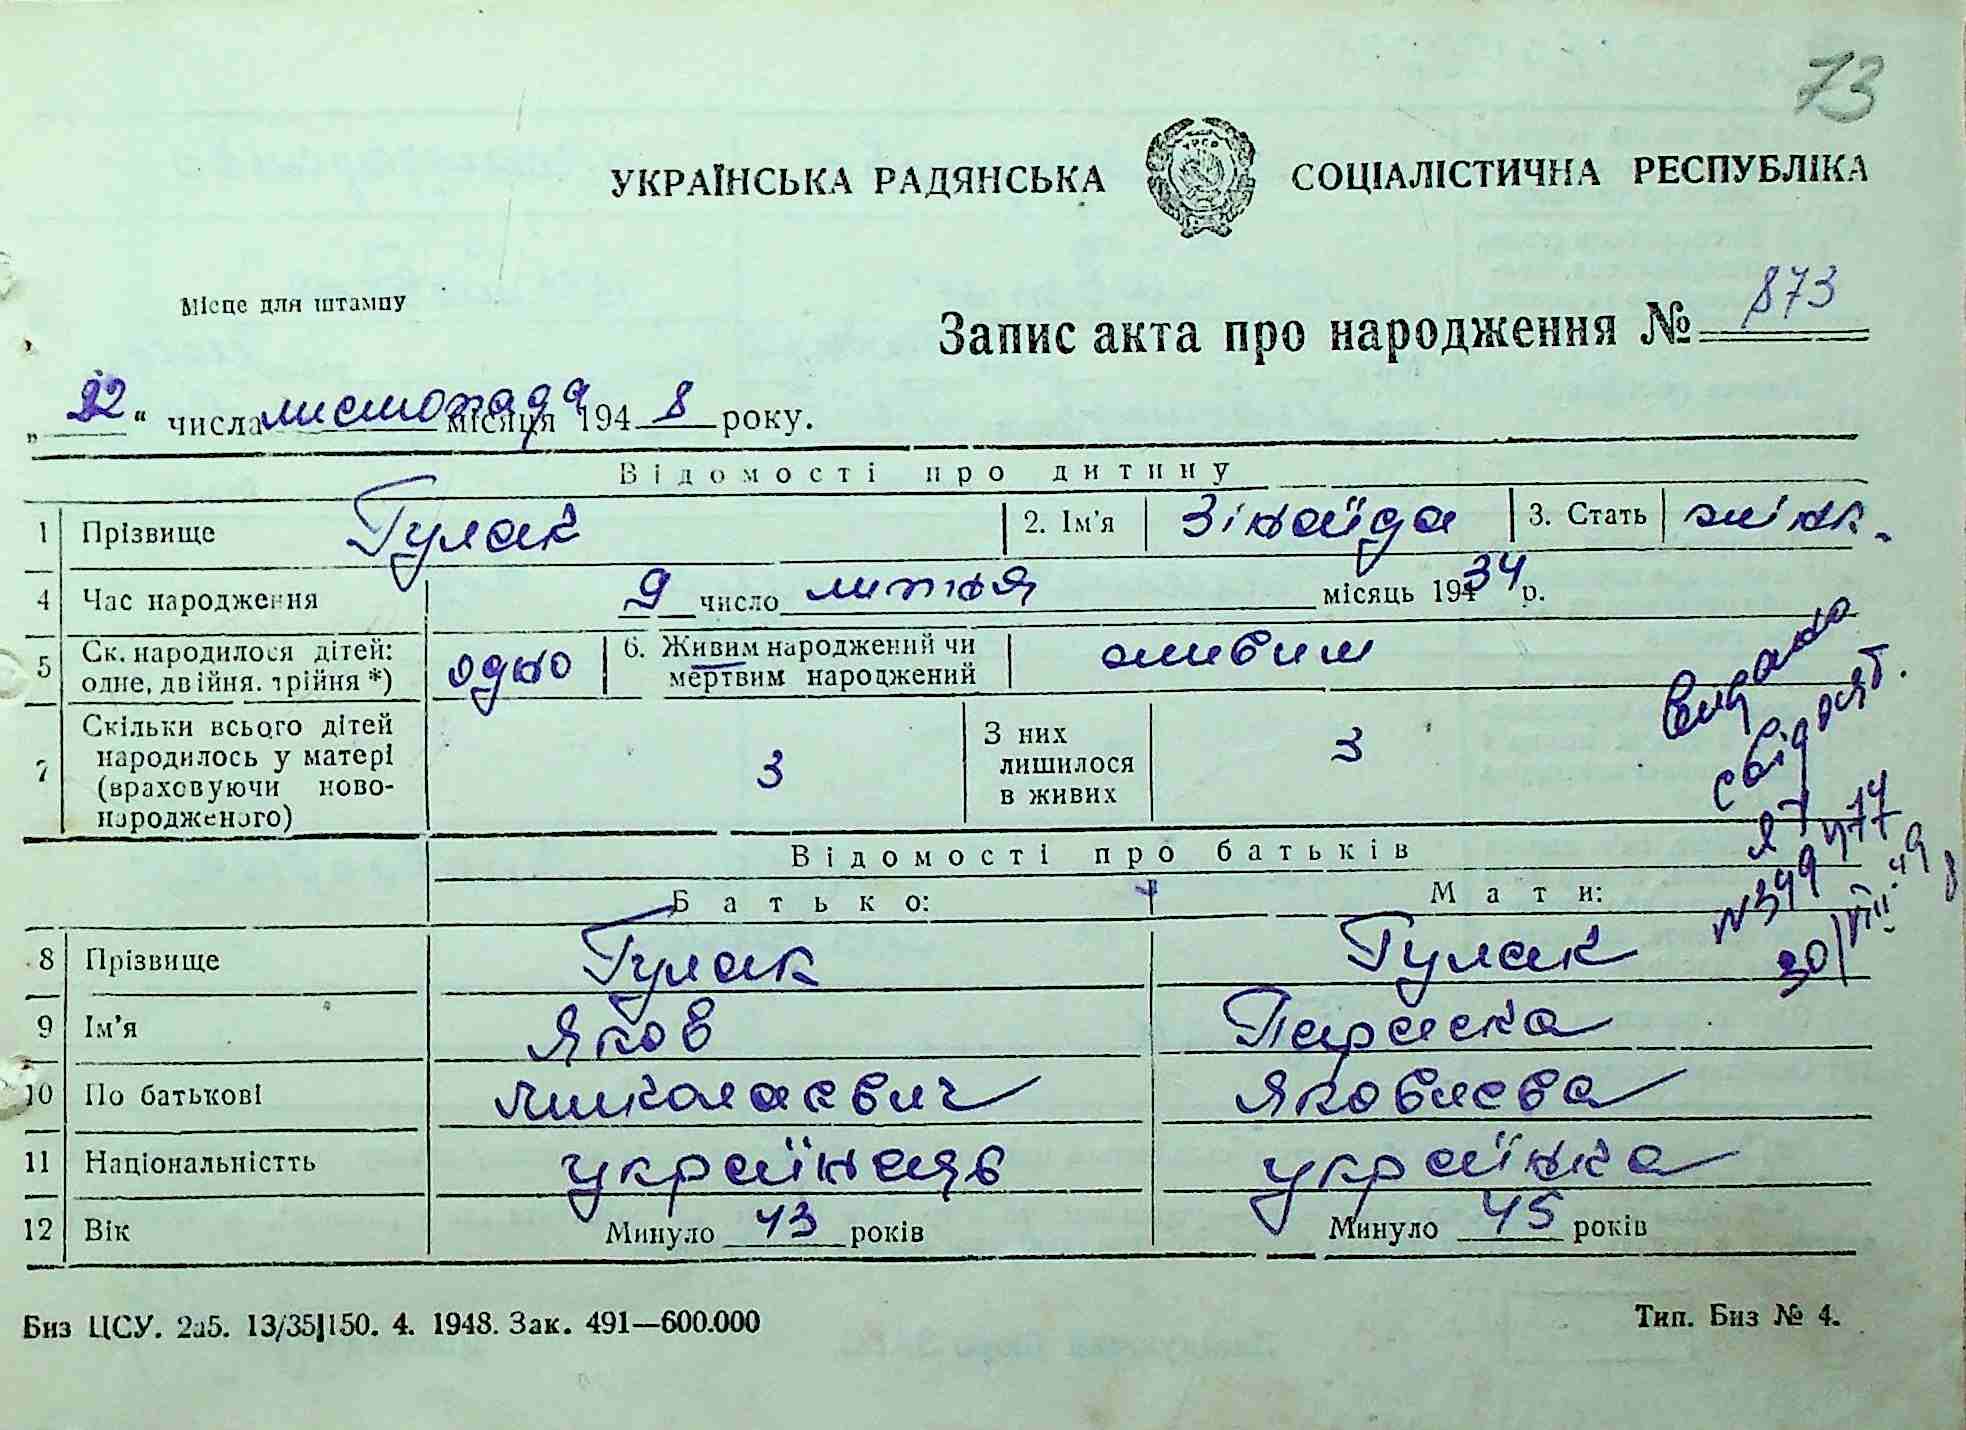 73
УКРАЇНСЬКА РАДЯНСЬКА СОЦІАЛІСТИЧНА РЕСПУБЛІКА
Місце для штампу
Запис акта про народження № 873
„22“ числа листопада місяця 1948 року.
Відомості про дитину
1 Прізвище Гулак 2. Ім'я Зінаїда 3. Стать жінк.
4 Час народження 9 число липня місяць 1934 р.
5 Ск. народилося дітей: одне, двійня, трійня *) одно 6. Живим народжений чи мертвим народжений живим
7 Скільки всього дітей народилось у матері (враховуючи новонародженого) 3 З них лишилося в живих 3
Видано
свідоцт.
№399
30/VIII 49
Відомості про батьків
Батько: Мати:
8 Прізвище Гулак Гулак
9 Ім'я Яков Параска
10 По батькові Миколаєвич Яковлєва
11 Національністть українець українка
12 Вік Минуло 43 років Минуло 45 років
Биз ЦСУ. 2а5. 13/35|150. 4. 1948. Зак. 491—600.000 Тип. Биз № 4.